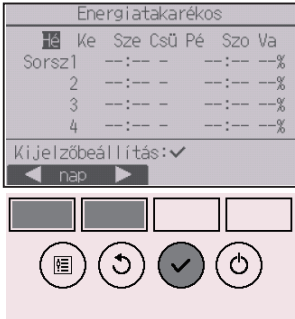 Energiatakarékos
Hé Ke Sze Csü Pé Szo Va
Sorsz1 --:-- - --:-- --%
2 --:-- - --:-- --%
3 --:-- - --:-- --%
4 --:-- - --:-- --%
Kijelzőbeállítás:✓
◀ nap ▶